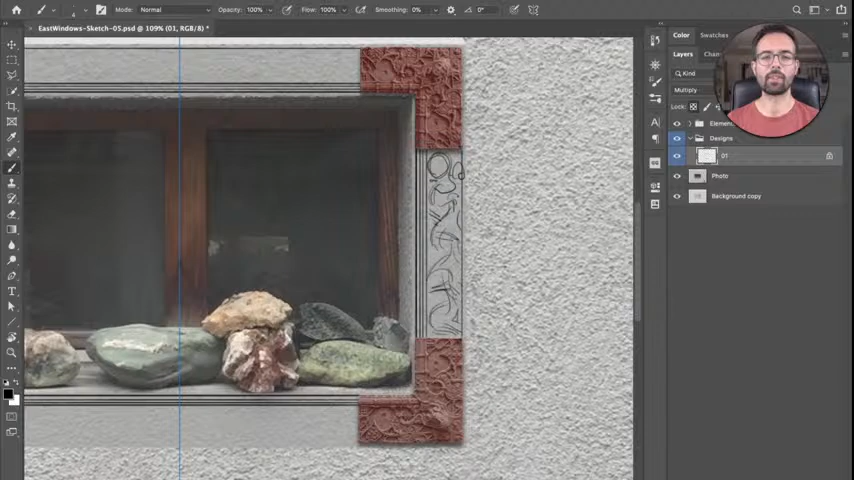 Mode: Normal Opacity: 100% Flow: 100% Smoothing: 0% 0°
EastWindows-Sketch-05.psd @ 109% (01, RGB/8) *
Color Swatches
Layers
Kind
Multiply
Lock:
Designs
01
Photo
Background copy